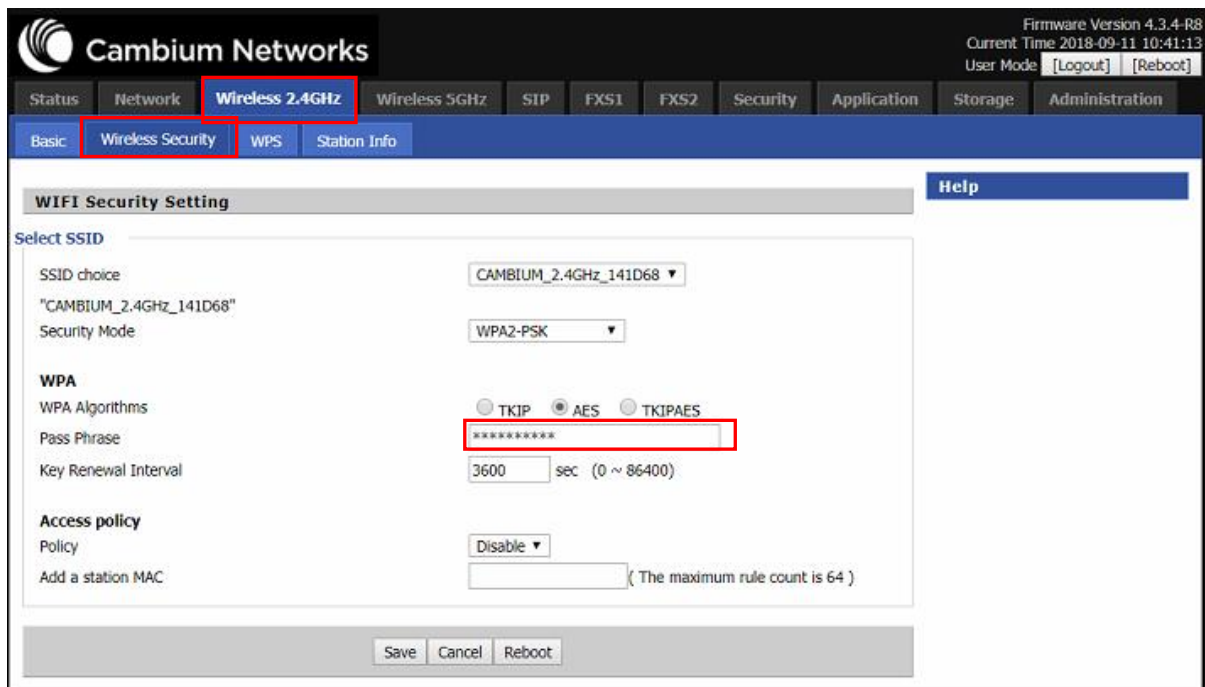 Cambium Networks
Firmware Version 4.3.4-R8
Current Time 2018-09-11 10:41:13
User Mode [Logout] [Reboot]
Status Network Wireless 2.4GHz Wireless 5GHz SIP FXS1 FXS2 Security Application Storage Administration
Basic Wireless Security WPS Station Info
WIFI Security Setting
Help
Select SSID
SSID choice CAMBIUM_2.4GHz_141D68
"CAMBIUM_2.4GHz_141D68"
Security Mode WPA2-PSK
WPA
WPA Algorithms TKIP AES TKIPAES
Pass Phrase **********
Key Renewal Interval 3600 sec (0 ~ 86400)
Access policy
Policy Disable
Add a station MAC ( The maximum rule count is 64 )
Save Cancel Reboot